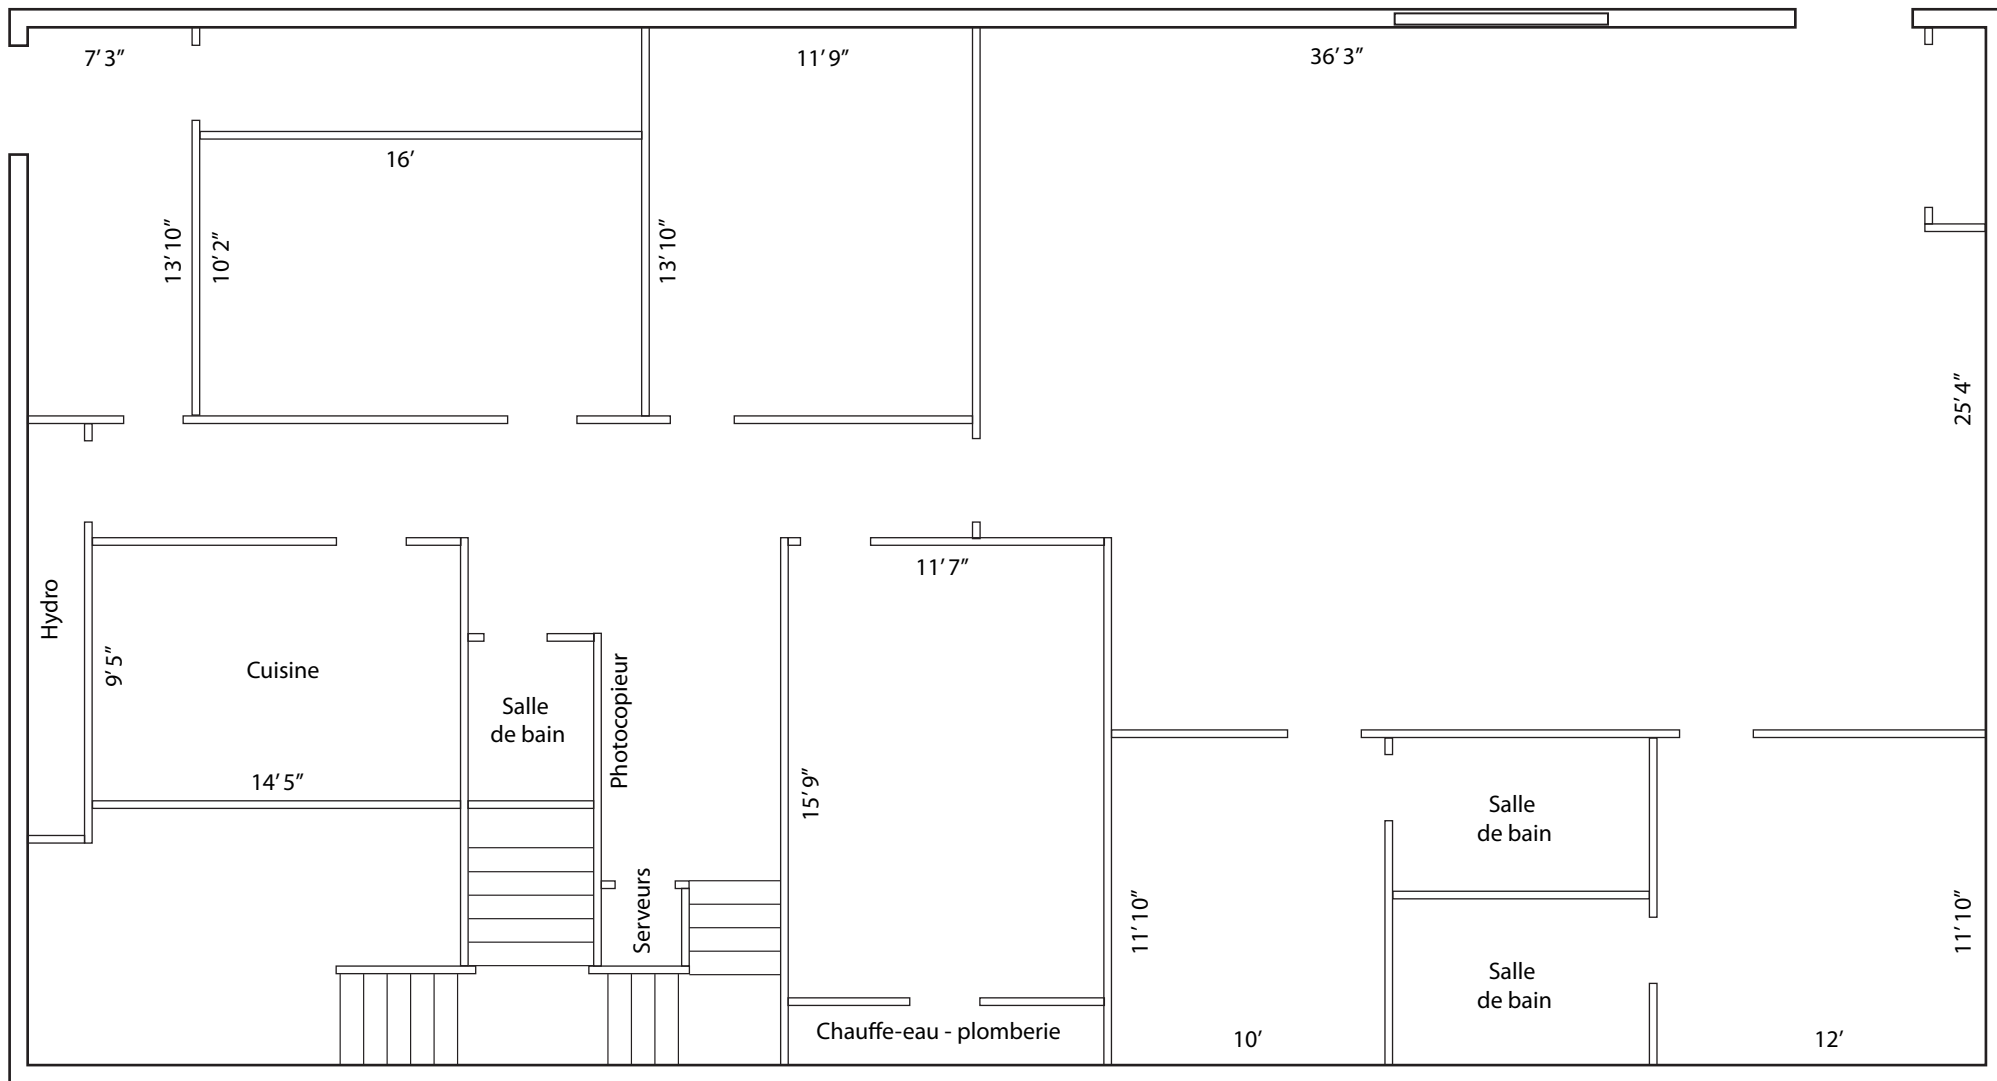 7’ 3”
11’ 9”
36’ 3”
16’
13’ 10”
10’ 2”
13’ 10”
25’ 4”
11’ 7”
Hydro
9’ 5”
Cuisine
Salle
de bain
Photocopieur
14’ 5”
15’ 9”
Salle
de bain
Serveurs
11’ 10”
11’ 10”
Salle
de bain
Chauffe-eau - plomberie
10’
12’